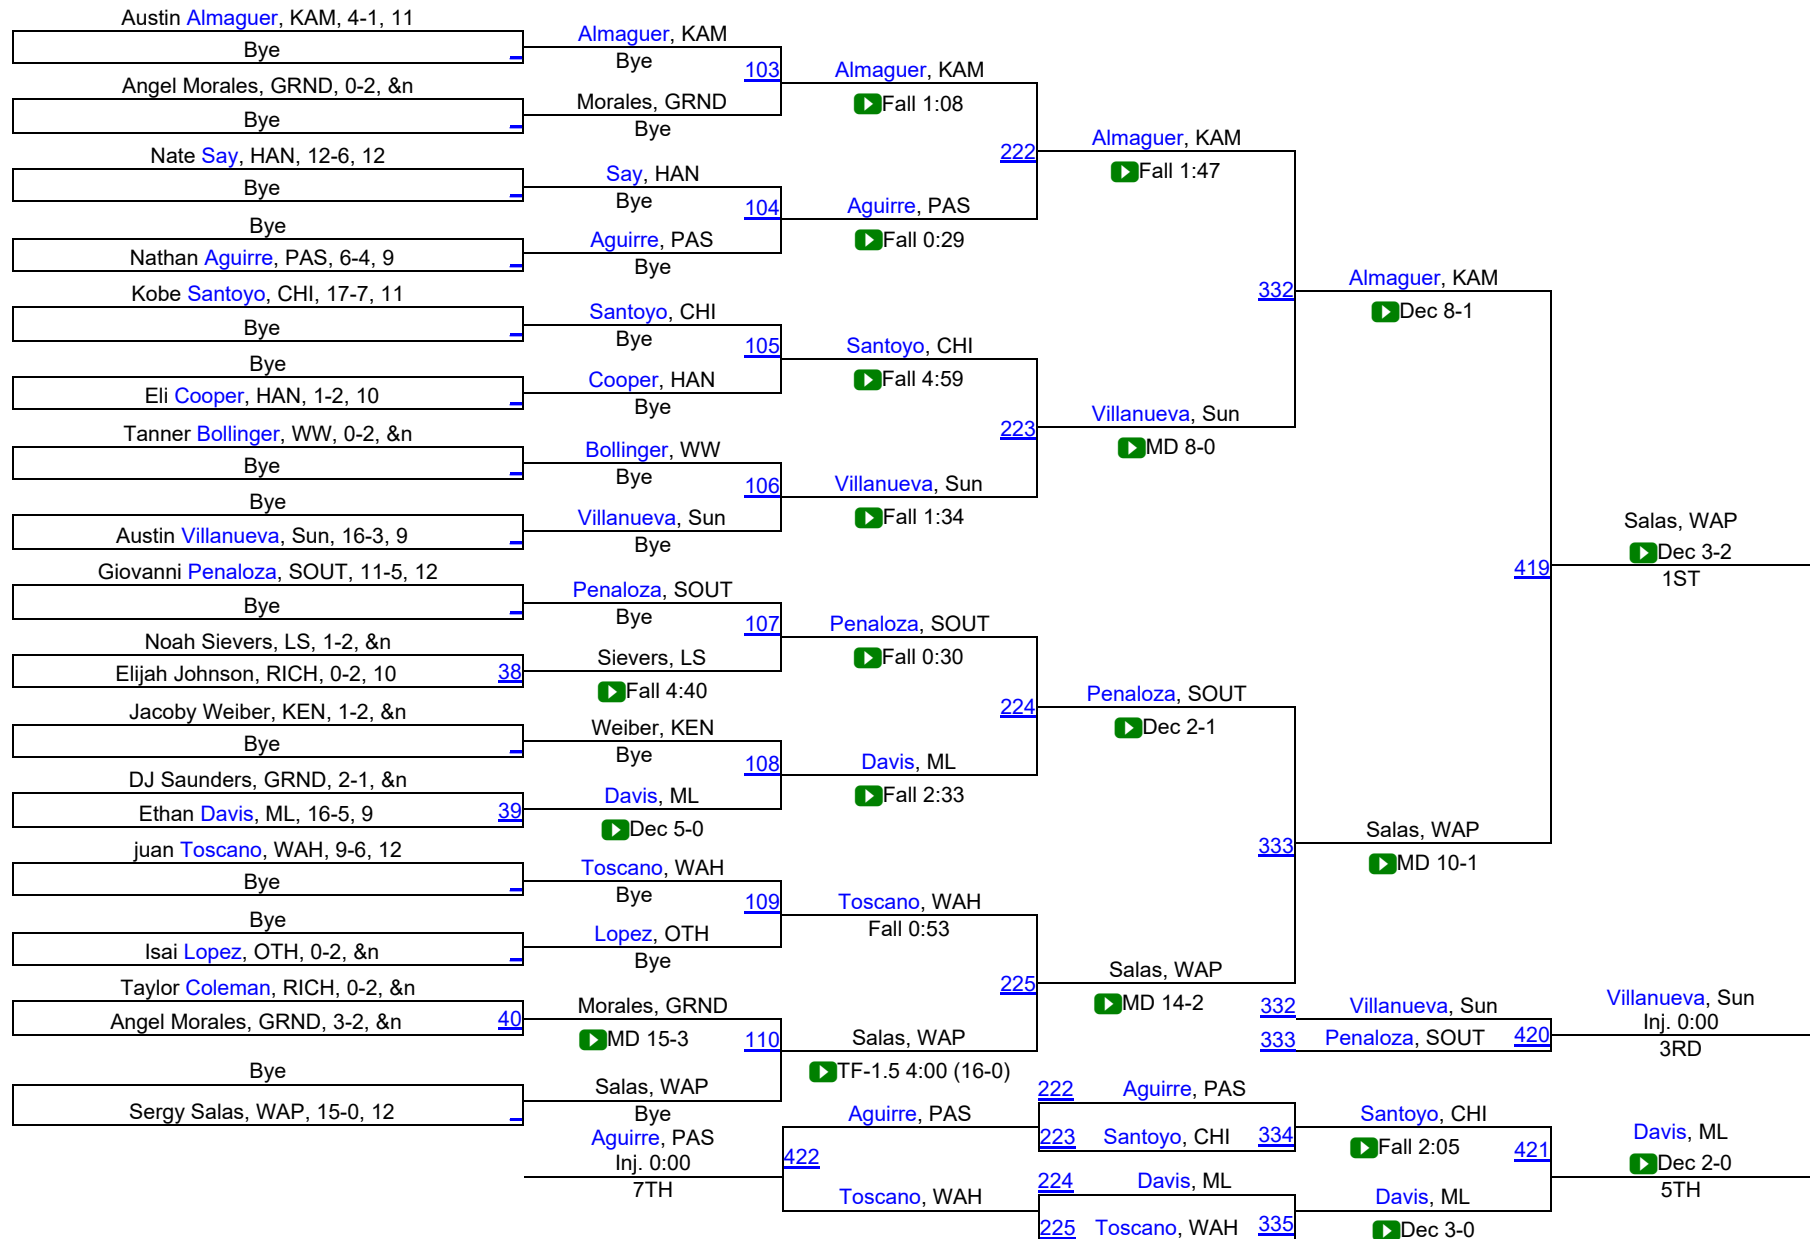 Austin Almaguer, KAM, 4-1, 11
Bye
Angel Morales, GRND, 0-2, &n
Bye
Nate Say, HAN, 12-6, 12
Bye
Bye
Nathan Aguirre, PAS, 6-4, 9
Kobe Santoyo, CHI, 17-7, 11
Bye
Bye
Eli Cooper, HAN, 1-2, 10
Tanner Bollinger, WW, 0-2, &n
Bye
Bye
Austin Villanueva, Sun, 16-3, 9
Giovanni Penaloza, SOUT, 11-5, 12
Bye
Noah Sievers, LS, 1-2, &n
Elijah Johnson, RICH, 0-2, 10
38
Jacoby Weiber, KEN, 1-2, &n
Bye
DJ Saunders, GRND, 2-1, &n
Ethan Davis, ML, 16-5, 9
39
juan Toscano, WAH, 9-6, 12
Bye
Bye
Isai Lopez, OTH, 0-2, &n
Taylor Coleman, RICH, 0-2, &n
Angel Morales, GRND, 3-2, &n
40
Bye
Sergy Salas, WAP, 15-0, 12
Almaguer, KAM
Bye
103
Morales, GRND
Bye
Say, HAN
Bye
104
Aguirre, PAS
Bye
Santoyo, CHI
Bye
105
Cooper, HAN
Bye
Bollinger, WW
Bye
106
Villanueva, Sun
Bye
Penaloza, SOUT
Bye
107
Sievers, LS
Fall 4:40
Weiber, KEN
Bye
108
Davis, ML
Dec 5-0
Toscano, WAH
Bye
109
Lopez, OTH
Bye
Morales, GRND
MD 15-3
110
Salas, WAP
Bye
Almaguer, KAM
Fall 1:08
222
Aguirre, PAS
Fall 0:29
Santoyo, CHI
Fall 4:59
223
Villanueva, Sun
Fall 1:34
Penaloza, SOUT
Fall 0:30
224
Davis, ML
Fall 2:33
Toscano, WAH
Fall 0:53
225
Salas, WAP
TF-1.5 4:00 (16-0)
Almaguer, KAM
Fall 1:47
332
Villanueva, Sun
MD 8-0
Penaloza, SOUT
Dec 2-1
333
Salas, WAP
MD 14-2
Almaguer, KAM
Dec 8-1
419
Salas, WAP
MD 10-1
Salas, WAP
Dec 3-2
1ST
332 Villanueva, Sun
333 Penaloza, SOUT 420
Villanueva, Sun
Inj. 0:00
3RD
222 Aguirre, PAS
223 Santoyo, CHI 334
224 Davis, ML
225 Toscano, WAH 335
Santoyo, CHI
Fall 2:05
421
Davis, ML
Dec 3-0
Davis, ML
Dec 2-0
5TH
Aguirre, PAS
422
Toscano, WAH
Aguirre, PAS
Inj. 0:00
7TH